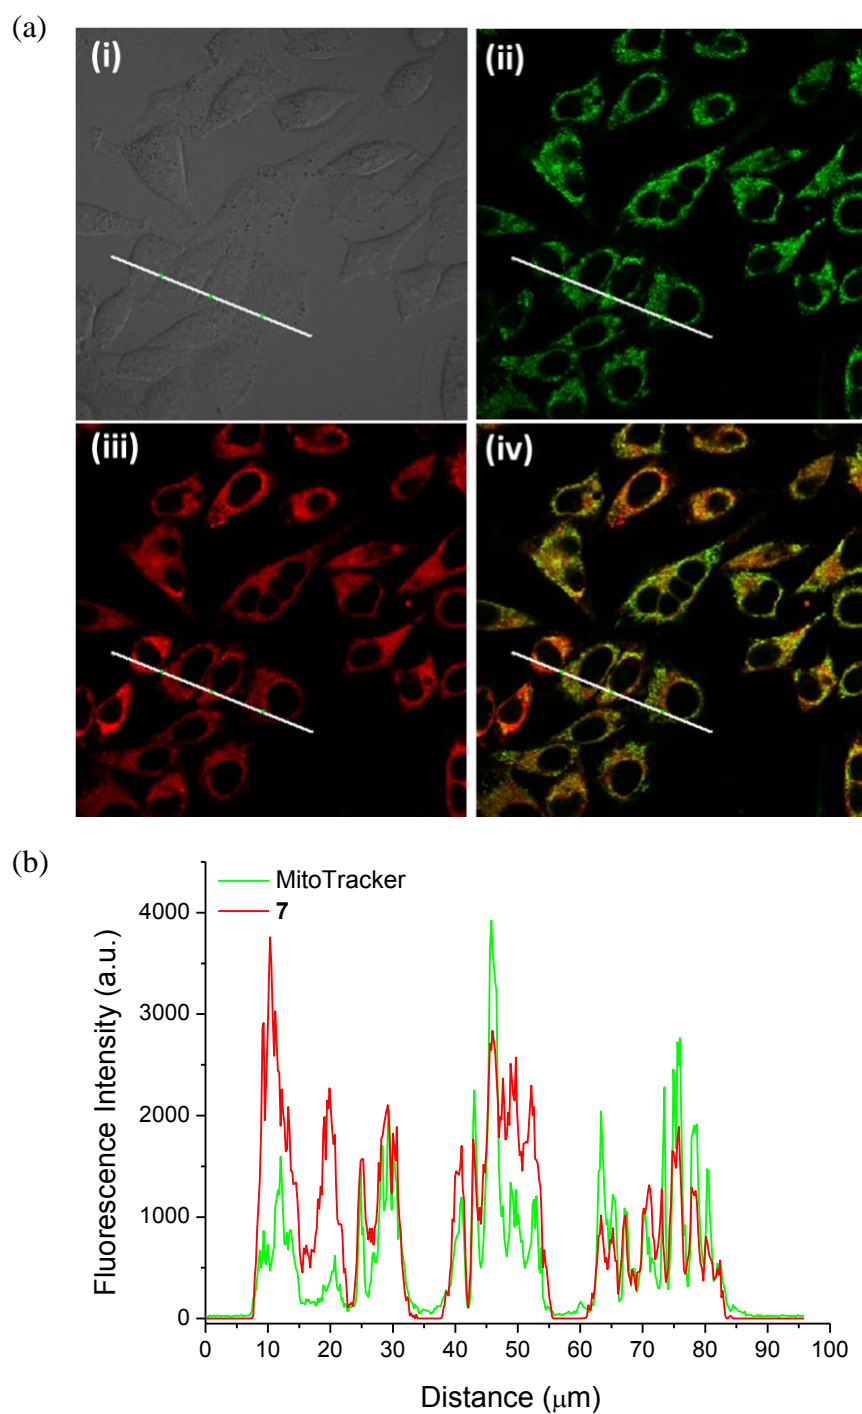 (a)
(i) (ii)
(iii) (iv)
(b)
MitoTracker
7
Fluorescence Intensity (a.u.)
4000
3000
2000
1000
0
0 10 20 30 40 50 60 70 80 90 100
Distance (μm)